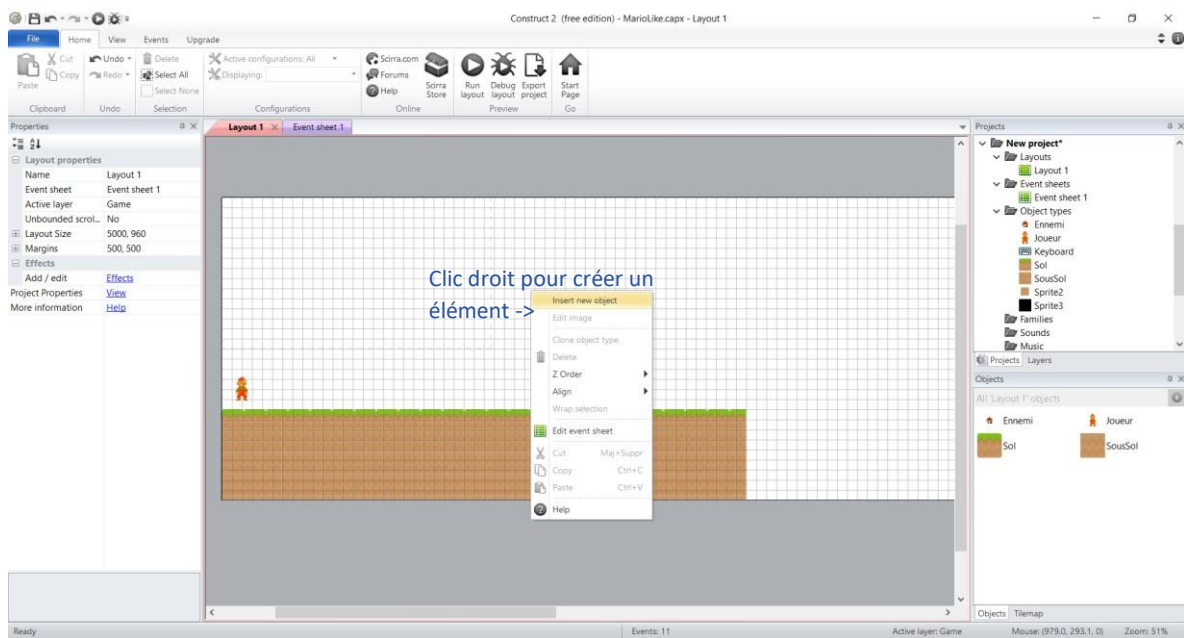 Construct 2 (free edition) - MarioLike.capx - Layout 1
File Home View Events Upgrade
Paste
Cut
Copy
Clipboard
Undo
Redo
Undo
Delete
Select All
Select None
Selection
Active configurations: All
Displaying:
Configurations
Scirra.com
Forums
Help
Scirra Store
Online
Run layout
Debug layout
Export project
Preview
Start Page
Go
Properties
Layout properties
Name Layout 1
Event sheet Event sheet 1
Active layer Game
Unbounded scrol... No
Layout Size 5000, 960
Margins 500, 500
Effects
Add / edit Effects
Project Properties View
More information Help
Layout 1
Event sheet 1
Clic droit pour créer un
élément ->
Insert new object
Edit image
Clone object type
Delete
Z Order
Align
Wrap selection
Edit event sheet
Cut Maj+Suppr
Copy Ctrl+C
Paste Ctrl+V
Help
Projects
New project*
Layouts
Layout 1
Event sheets
Event sheet 1
Object types
Ennemi
Joueur
Keyboard
Sol
SousSol
Sprite2
Sprite3
Families
Sounds
Music
Projects Layers
Objects
All 'Layout 1' objects
Ennemi Joueur
Sol SousSol
Objects Tilemap
Ready
Events: 11
Active layer: Game
Mouse: (979.0, 293.1, 0)
Zoom: 51%